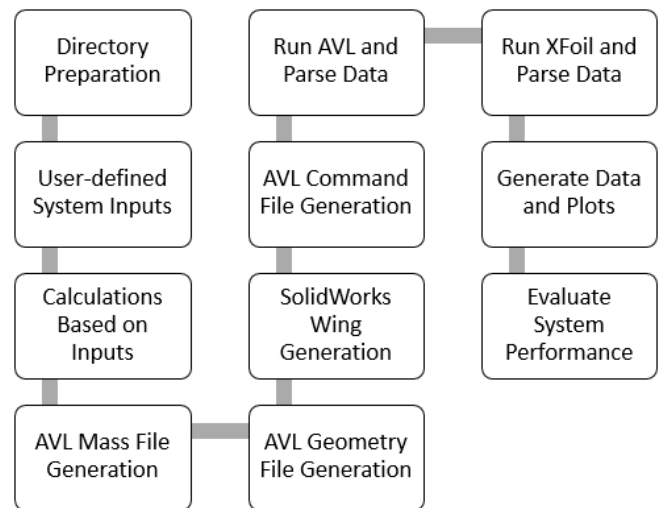 Directory
Preparation
User-defined
System Inputs
Calculations
Based on
Inputs
AVL Mass File
Generation
AVL Geometry
File Generation
SolidWorks
Wing
Generation
AVL Command
File Generation
Run AVL and
Parse Data
Run XFoil and
Parse Data
Generate Data
and Plots
Evaluate
System
Performance